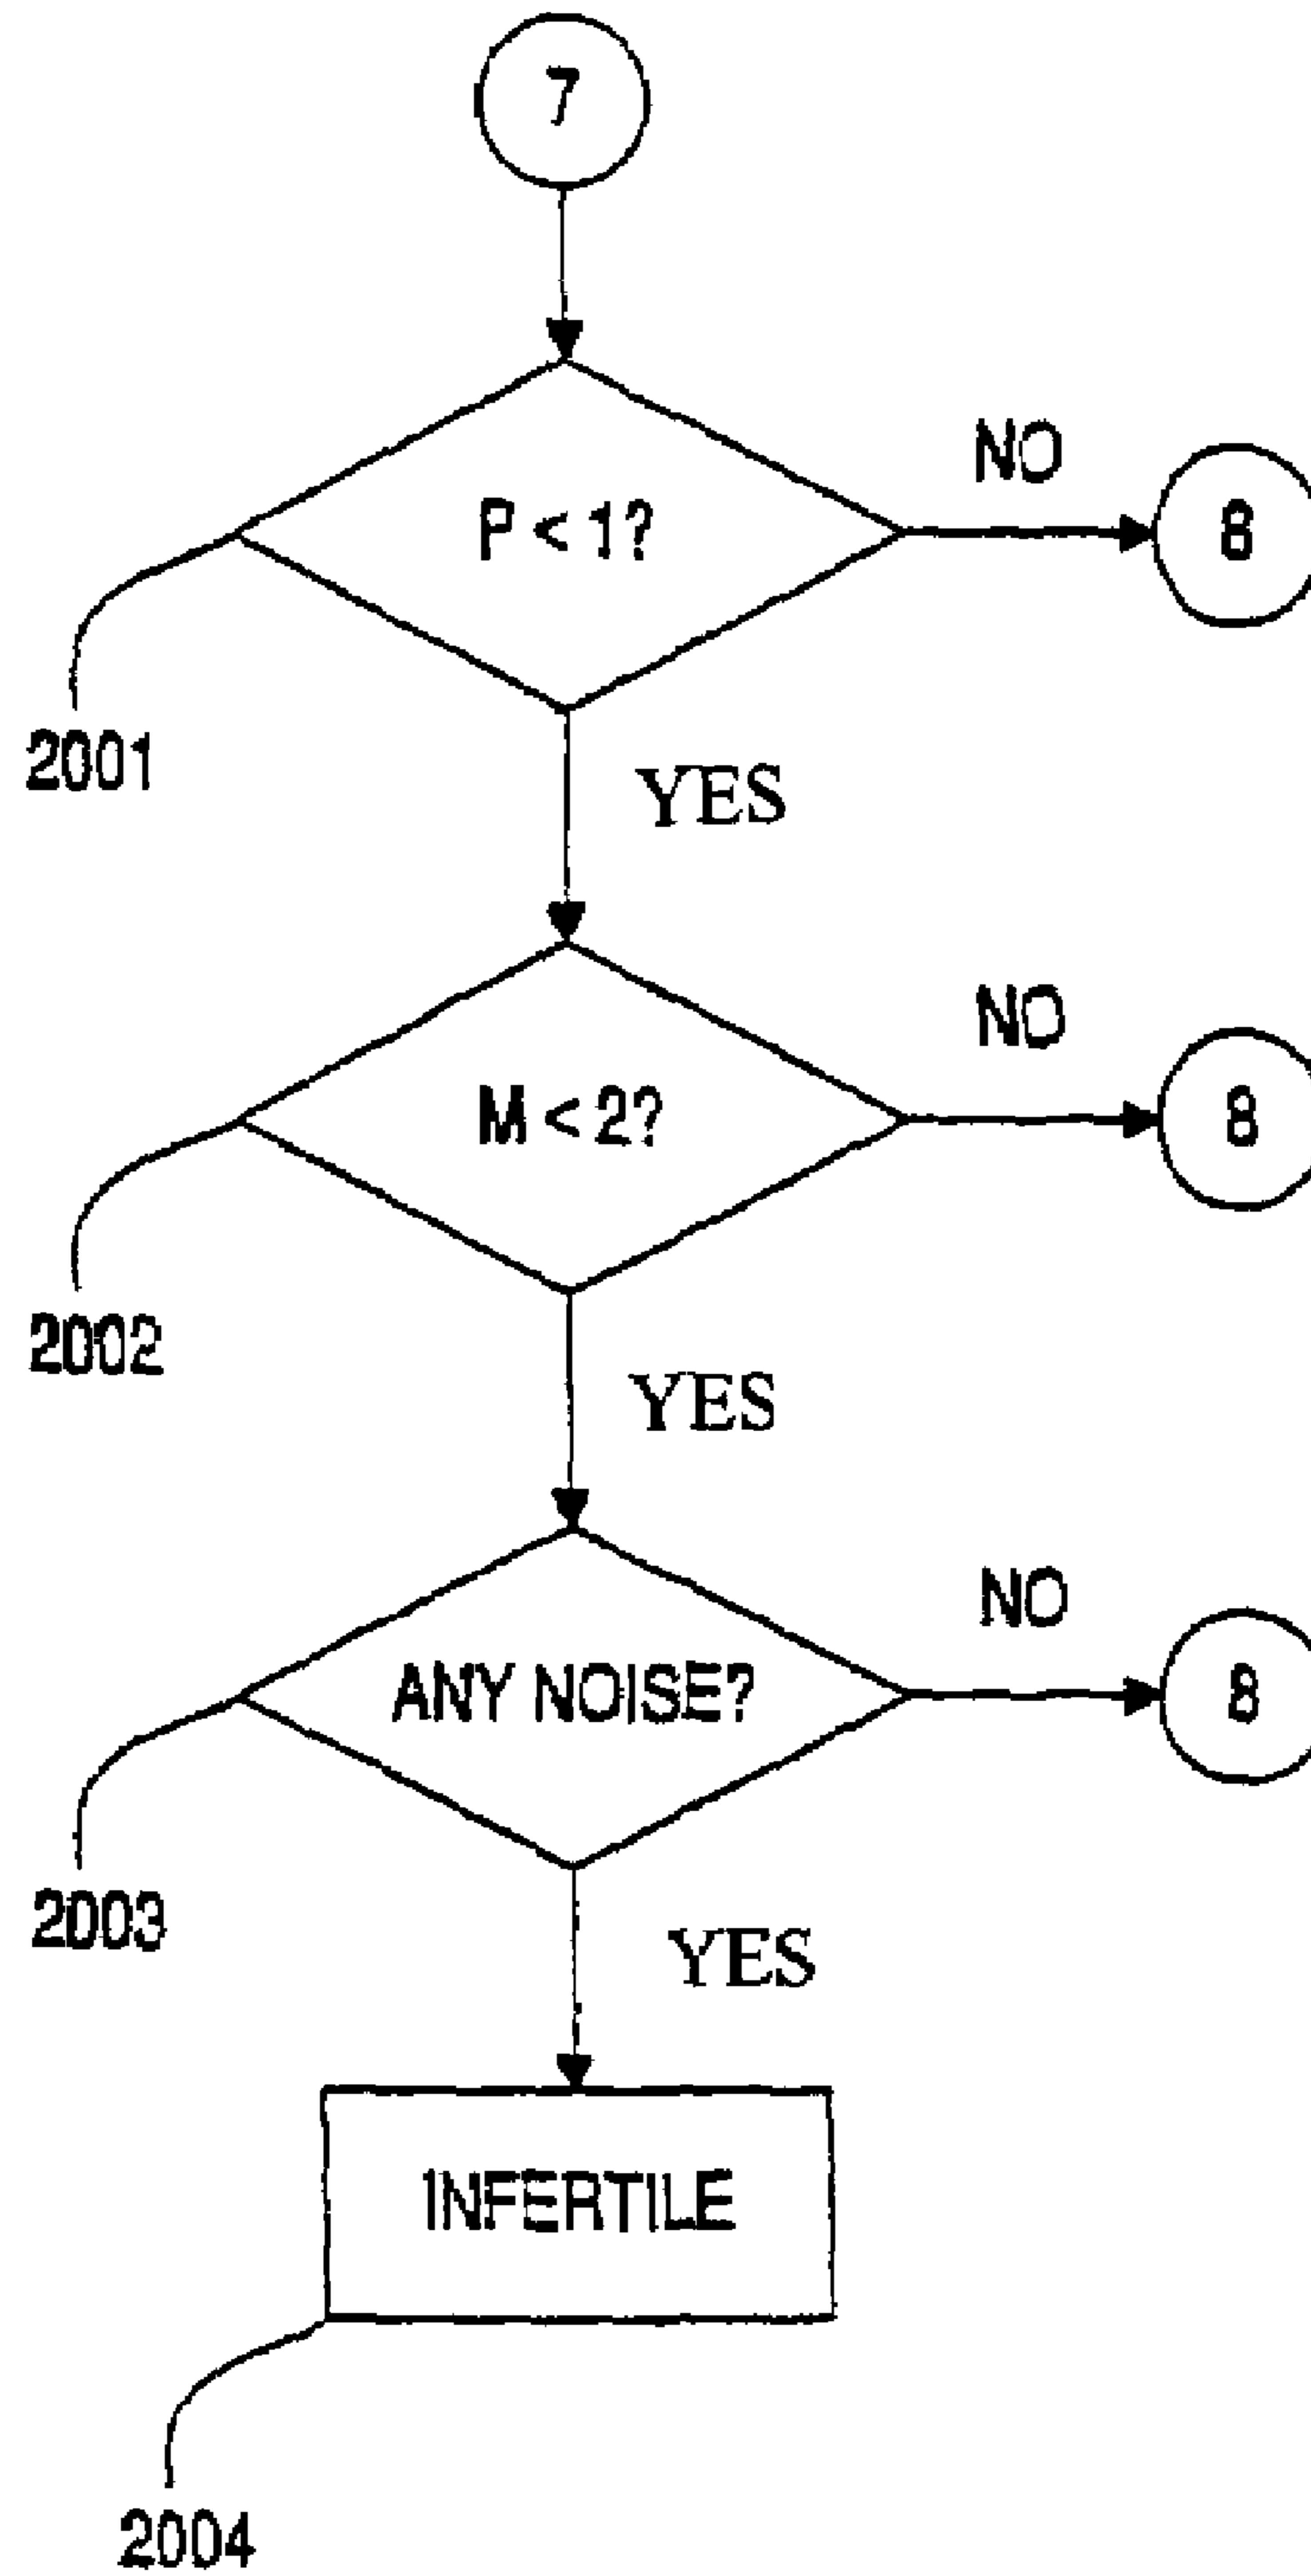 7
NO
P < 1?
8
2001
YES
NO
M < 2?
8
2002
YES
NO
ANY NOISE?
8
2003
YES
INFERTILE
2004